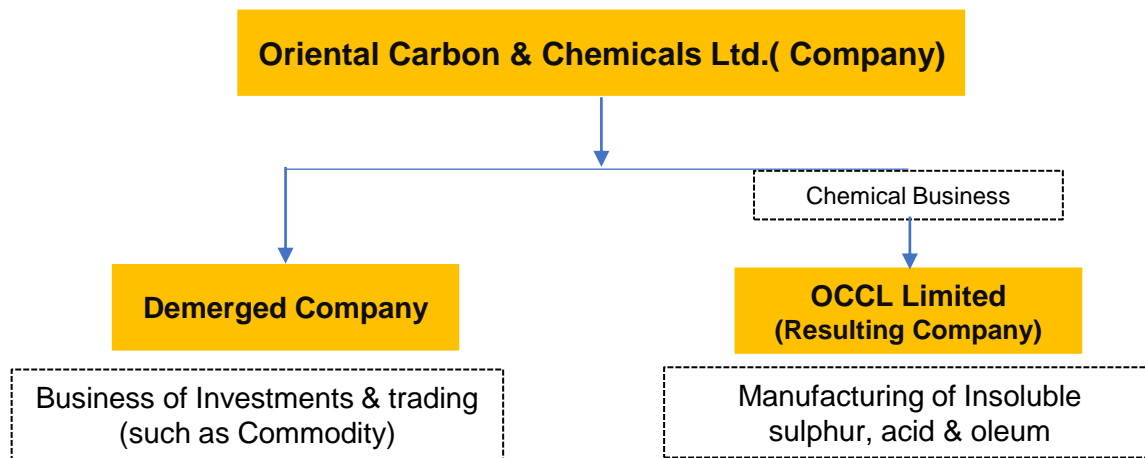 Oriental Carbon & Chemicals Ltd.( Company)
Chemical Business
Demerged Company
OCCL Limited
(Resulting Company)
Business of Investments & trading
(such as Commodity)
Manufacturing of Insoluble
sulphur, acid & oleum